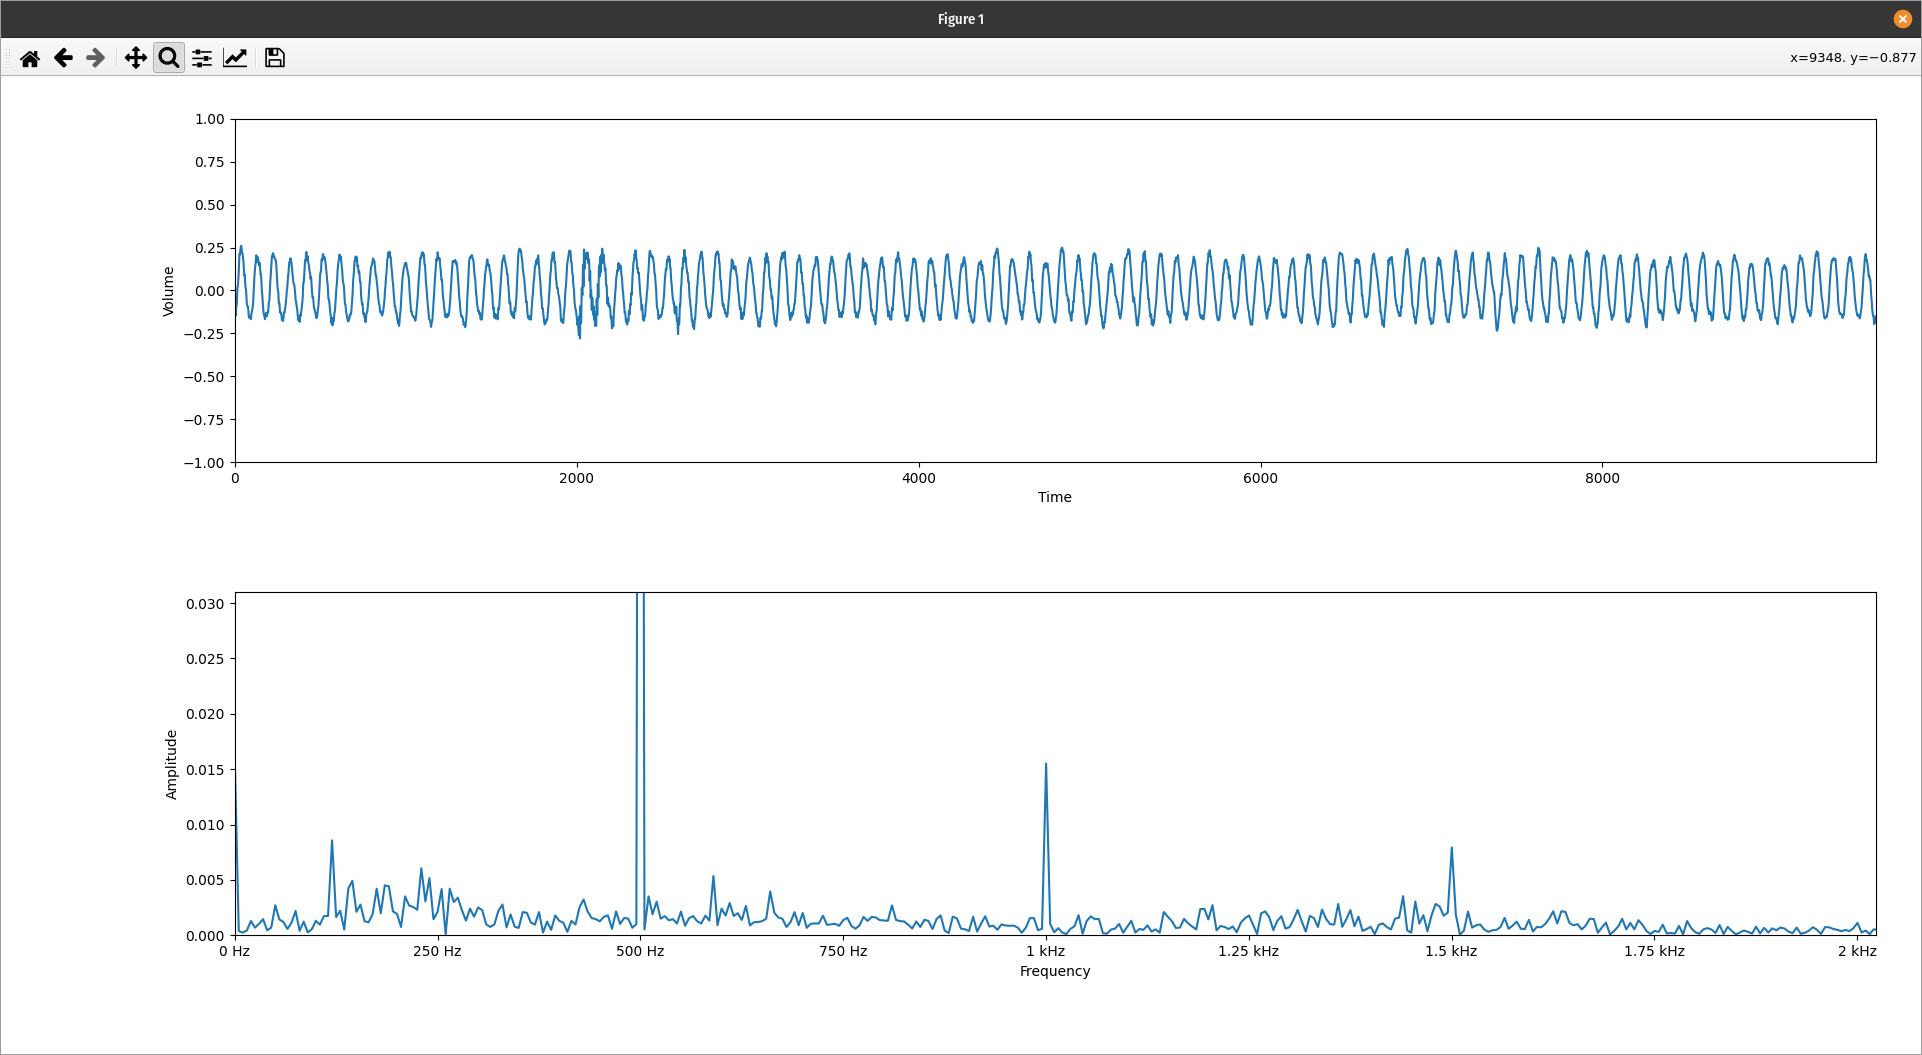 Figure 1
x=9348. y=−0.877
1.00
0.75
0.50
0.25
0.00
−0.25
−0.50
−0.75
−1.00
Volume
0 2000 4000 6000 8000
Time
0.030
0.025
0.020
0.015
0.010
0.005
0.000
Amplitude
0 Hz 250 Hz 500 Hz 750 Hz 1 kHz 1.25 kHz 1.5 kHz 1.75 kHz 2 kHz
Frequency